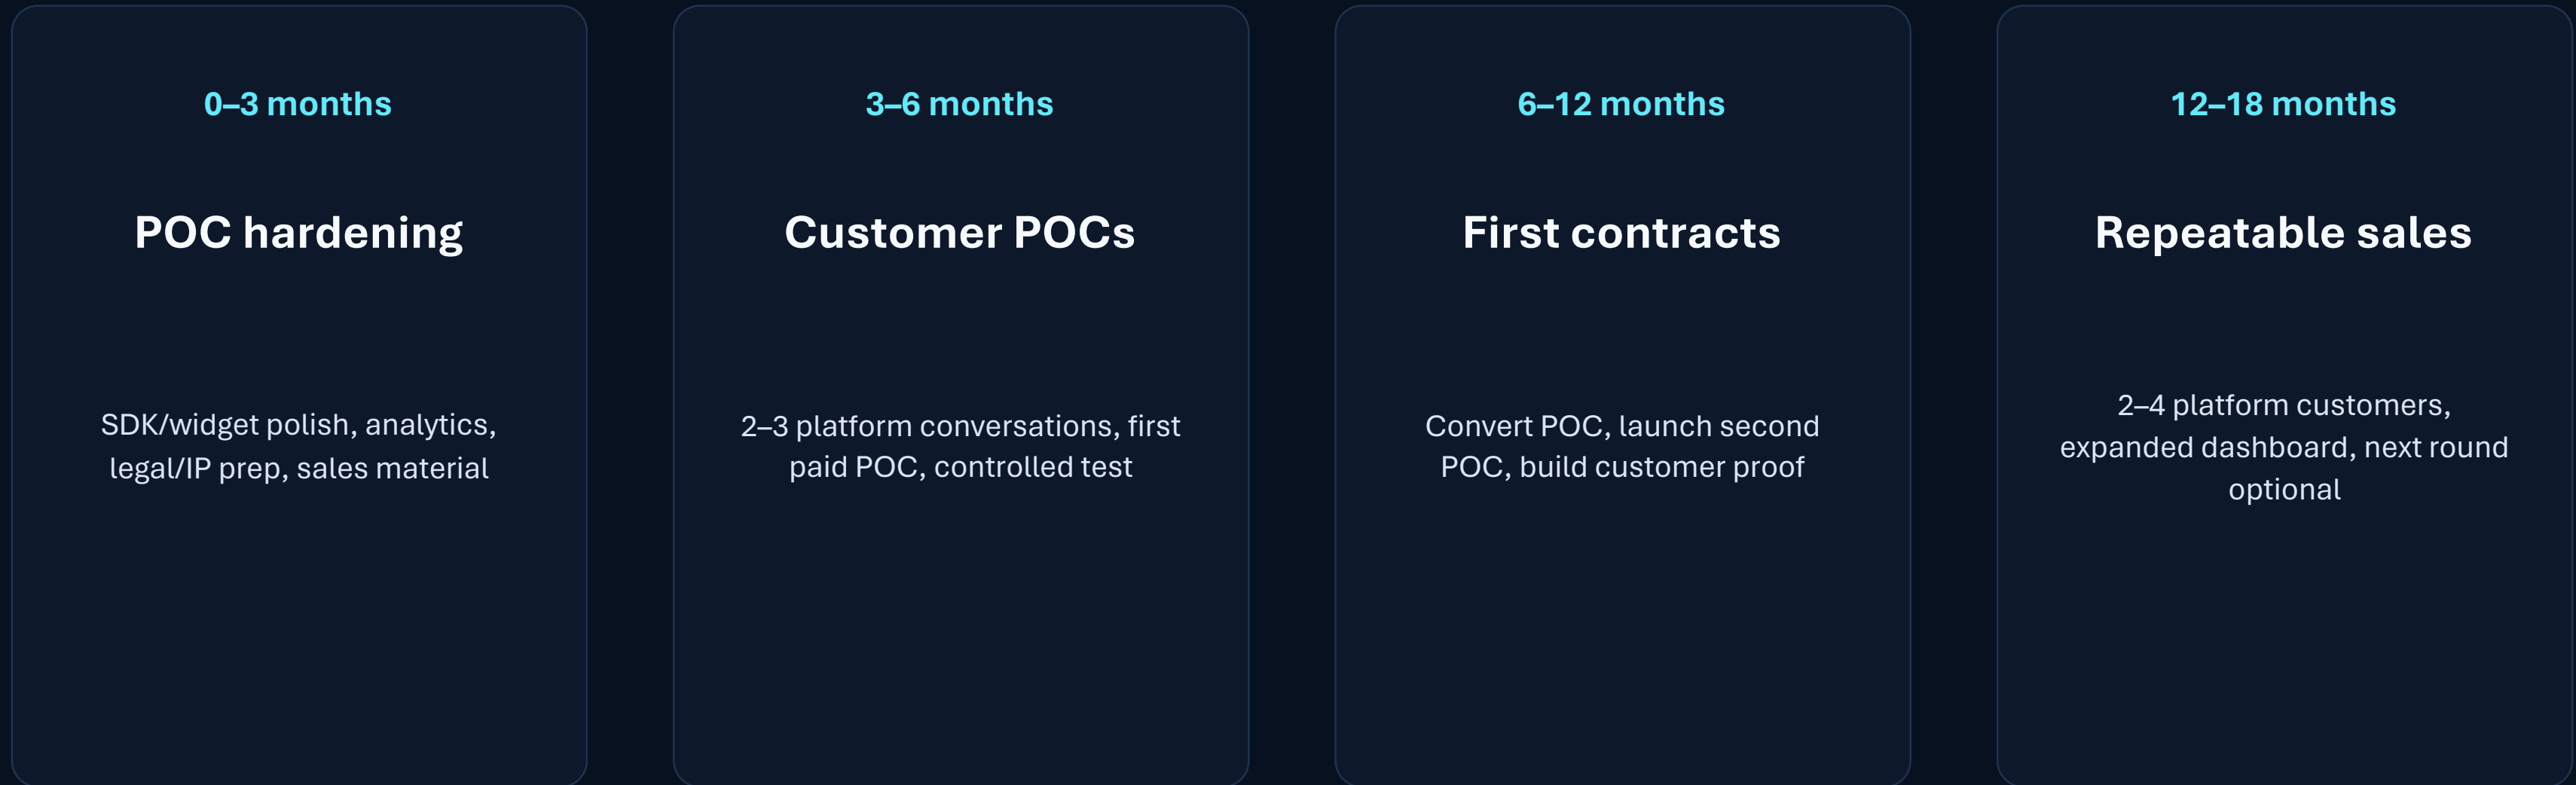 0–3 months
POC hardening
SDK/widget polish, analytics,
legal/IP prep, sales material
3–6 months
Customer POCs
2–3 platform conversations, first
paid POC, controlled test
6–12 months
First contracts
Convert POC, launch second
POC, build customer proof
12–18 months
Repeatable sales
2–4 platform customers,
expanded dashboard, next round
optional